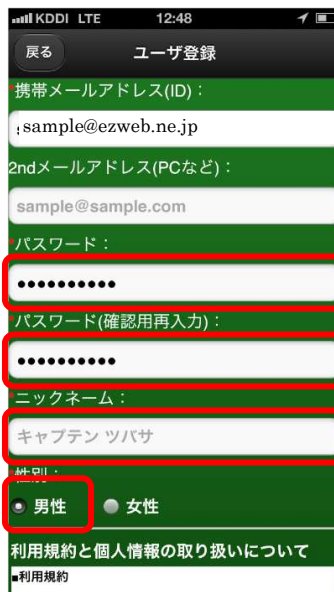 KDDI LTE 12:48
戻る ユーザ登録
*携帯メールアドレス(ID)：
sample@ezweb.ne.jp
2ndメールアドレス(PCなど)：
sample@sample.com
*パスワード：
••••••••••
*パスワード(確認用再入力)：
••••••••••
*ニックネーム：
キャプテン ツバサ
*性別：
男性 女性
利用規約と個人情報の取り扱いについて
■利用規約